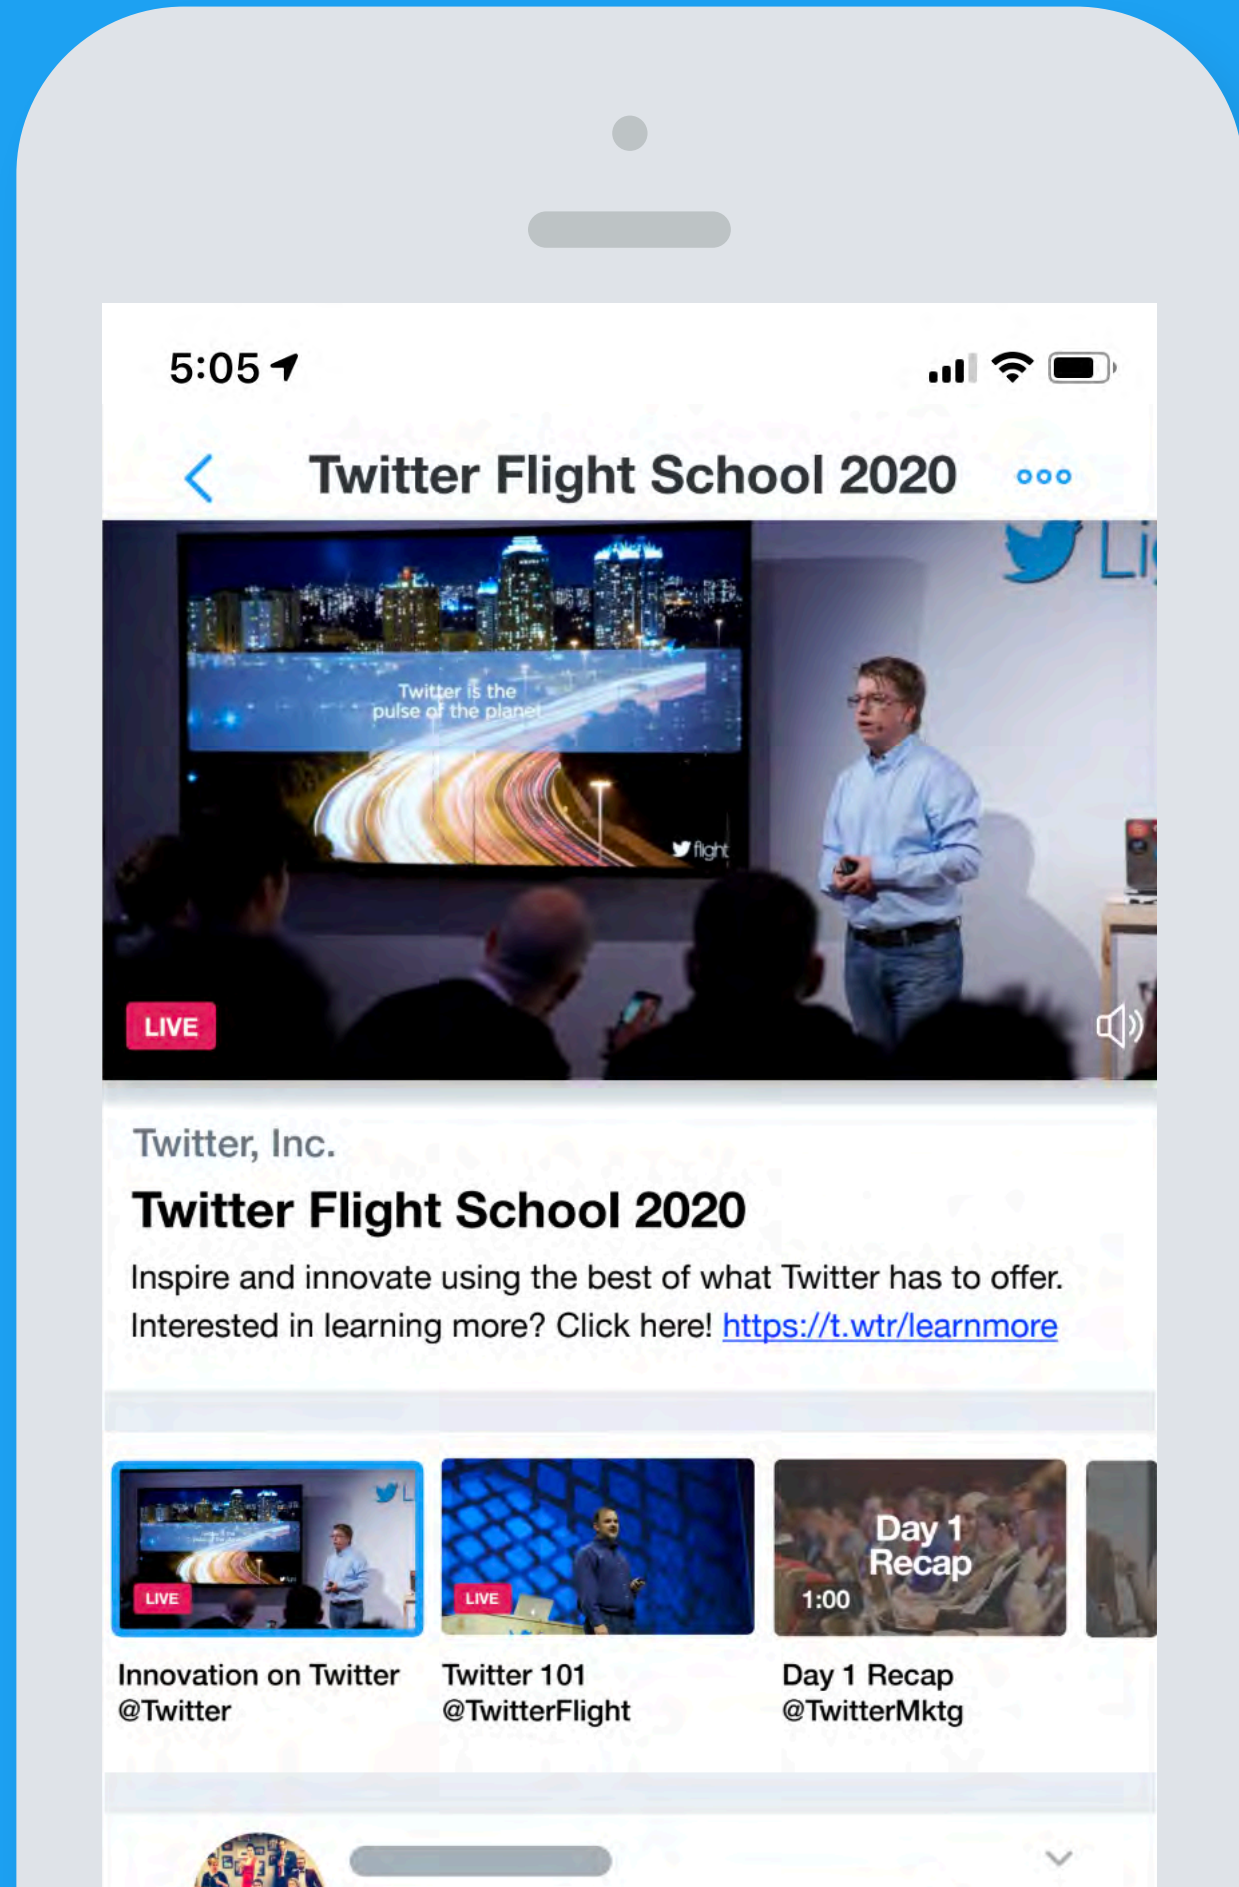 5:05
Twitter Flight School 2020
Li
Twitter is the
pulse of the planet
flight
LIVE
Twitter, Inc.
Twitter Flight School 2020
Inspire and innovate using the best of what Twitter has to offer.
Interested in learning more? Click here! https://t.wtr/learnmore
L
LIVE
LIVE
Day 1
Recap
1:00
Innovation on Twitter
@Twitter
Twitter 101
@TwitterFlight
Day 1 Recap
@TwitterMktg